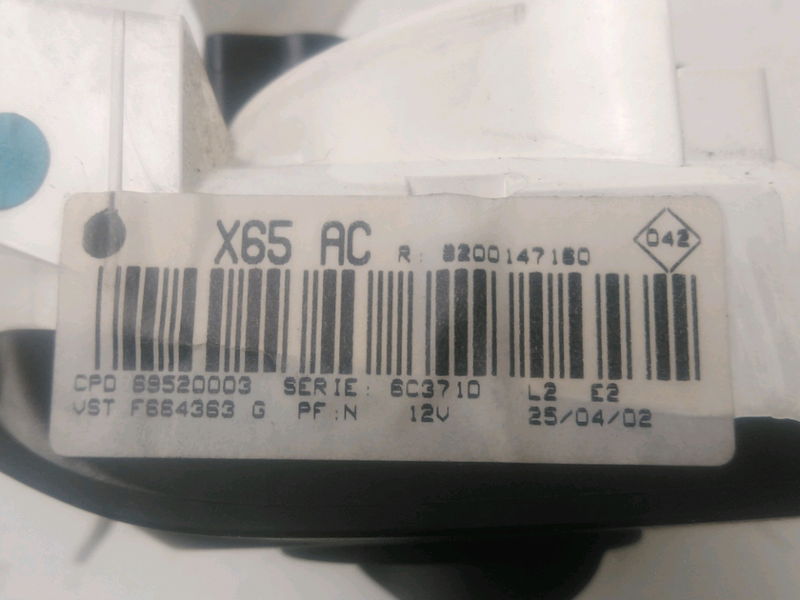 X65 AC R: 8200147160 042
CPD 69520003 SERIE: 6C3710 L2 E2
VST F664363 G PF:N 12V 25/04/02